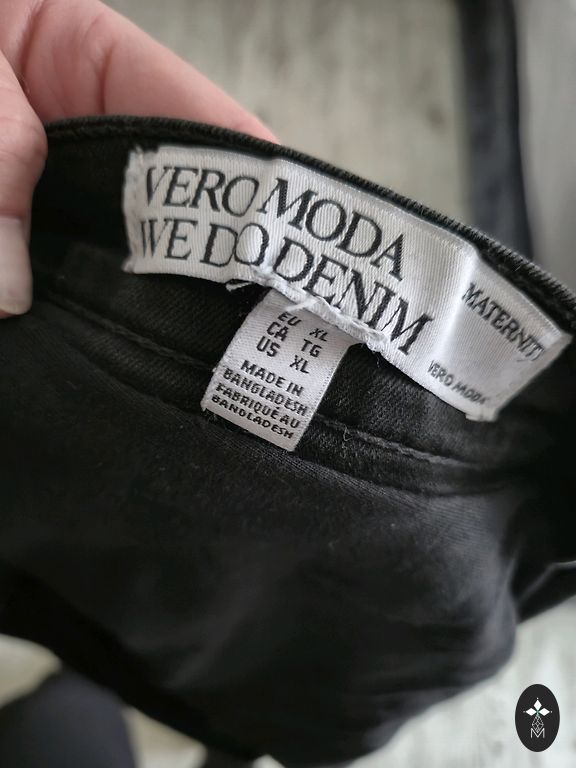 VERO MODA
WE DO DENIM
MATERNITY
VERO MODA
EU XL
CA TG
US XL
MADE IN
BANGLADESH
FABRIQUÉ AU
BANGLADESH